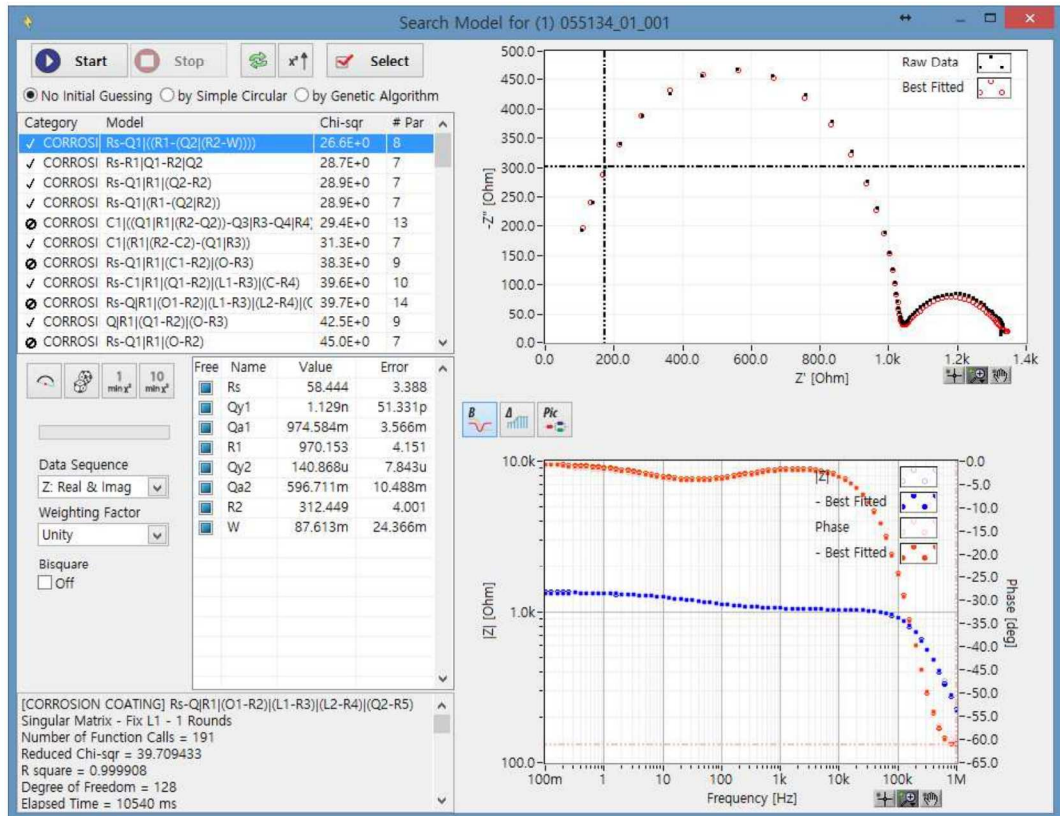 Search Model for (1) 055134_01_001
Start Stop x² Select
No Initial Guessing by Simple Circular by Genetic Algorithm
Category Model Chi-sqr # Par
CORROSI Rs-Q1|((R1-(Q2|(R2-W)))) 26.6E+0 8
CORROSI Rs-R1|Q1-R2|Q2 28.7E+0 7
CORROSI Rs-Q1|R1|(Q2-R2) 28.9E+0 7
CORROSI Rs-Q1|(R1-(Q2|R2)) 28.9E+0 7
CORROSI C1|((Q1|R1|(R2-Q2))-Q3|R3-Q4|R4) 29.4E+0 13
CORROSI C1|(R1|(R2-C2)-(Q1|R3)) 31.3E+0 7
CORROSI Rs-Q1|R1|(C1-R2)|(O-R3) 38.3E+0 9
CORROSI Rs-C1|R1|(Q1-R2)|(L1-R3)|(C-R4) 39.6E+0 10
CORROSI Rs-Q|R1|(O1-R2)|(L1-R3)|(L2-R4)|(C 39.7E+0 14
CORROSI Q|R1|(Q1-R2)|(O-R3) 42.5E+0 9
CORROSI Rs-Q1|R1|(O-R2) 45.0E+0 7
1 min x² 10 min x²
Data Sequence
Z: Real & Imag
Weighting Factor
Unity
Bisquare
Off
Free Name Value Error
Rs 58.444 3.388
Qy1 1.129n 51.331p
Qa1 974.584m 3.566m
R1 970.153 4.151
Qy2 140.868u 7.843u
Qa2 596.711m 10.488m
R2 312.449 4.001
W 87.613m 24.366m
[CORROSION COATING] Rs-Q|R1|(O1-R2)|(L1-R3)|(L2-R4)|(Q2-R5)
Singular Matrix - Fix L1 - 1 Rounds
Number of Function Calls = 191
Reduced Chi-sqr = 39.709433
R square = 0.999908
Degree of Freedom = 128
Elapsed Time = 10540 ms
-Z" [Ohm]
500.0
450.0
400.0
350.0
300.0
250.0
200.0
150.0
100.0
50.0
0.0
0.0 200.0 400.0 600.0 800.0 1.0k 1.2k 1.4k
Z' [Ohm]
Raw Data
Best Fitted
B Δ Pic
|Z| [Ohm]
10.0k
1.0k
100.0
100m 1 10 100 1k 10k 100k 1M
Frequency [Hz]
|Z|
- Best Fitted
Phase
- Best Fitted
-0.0
-5.0
-10.0
-15.0
-20.0
-25.0
-30.0
-35.0
-40.0
-45.0
-50.0
-55.0
-60.0
-65.0
Phase [deg]